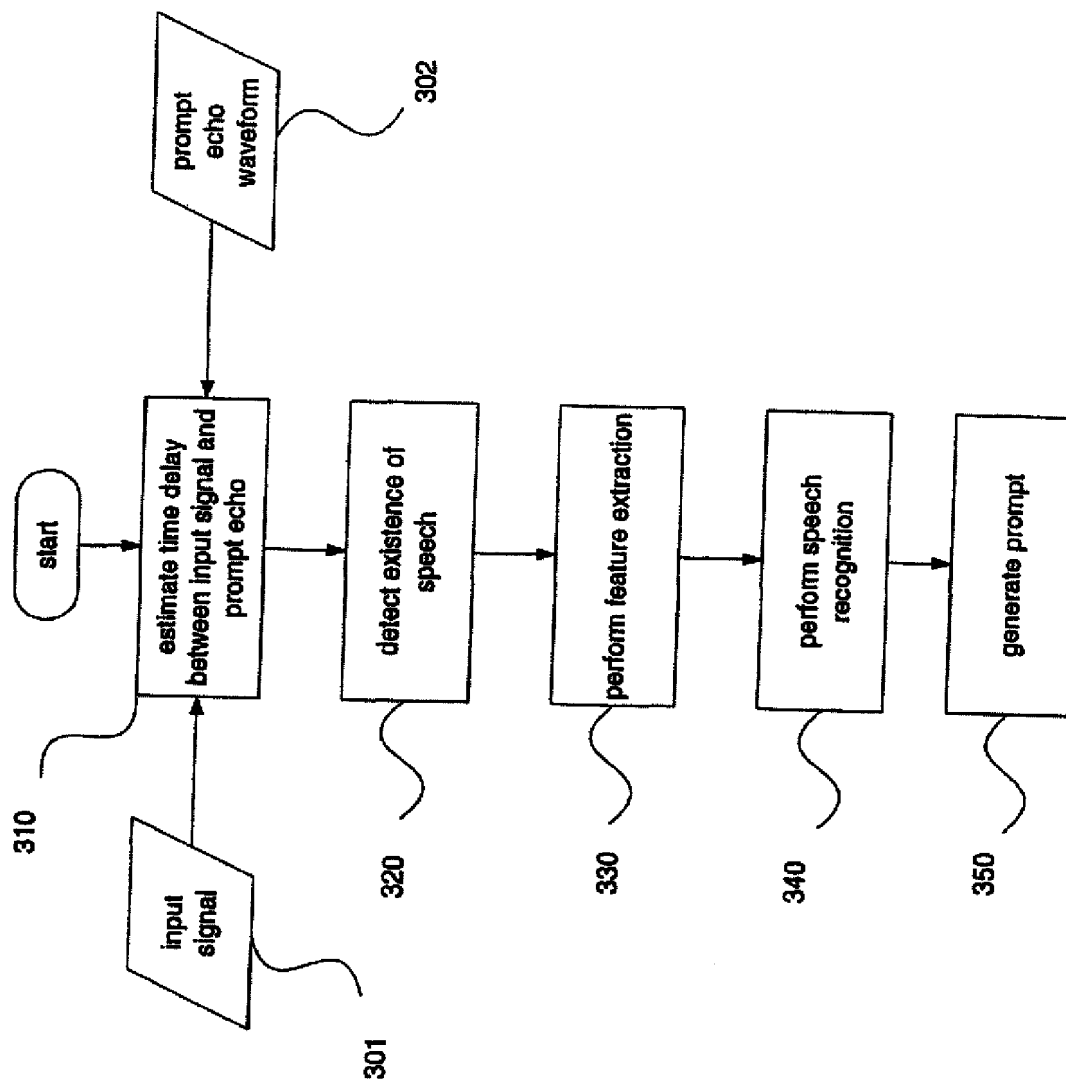 start
310
estimate time delay
between input signal and
prompt echo
input
signal
301
prompt
echo
waveform
302
detect existence of
speech
320
perform feature extraction
330
perform speech
recognition
340
generate prompt
350